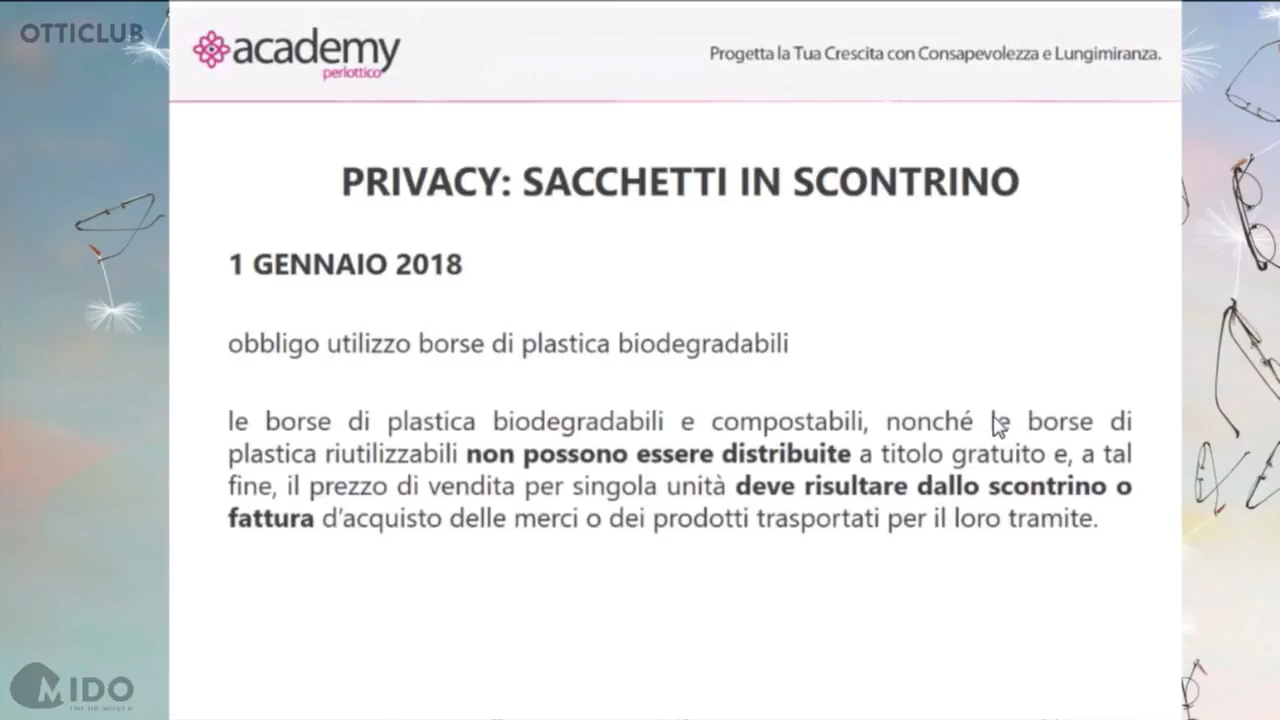 OTTICLUB
academy
periottico
Progetta la Tua Crescita con Consapevolezza e Lungimiranza.
PRIVACY: SACCHETTI IN SCONTRINO
1 GENNAIO 2018
obbligo utilizzo borse di plastica biodegradabili
le borse di plastica biodegradabili e compostabili, nonché le borse di
plastica riutilizzabili non possono essere distribuite a titolo gratuito e, a tal
fine, il prezzo di vendita per singola unità deve risultare dallo scontrino o
fattura d'acquisto delle merci o dei prodotti trasportati per il loro tramite.
MIDO